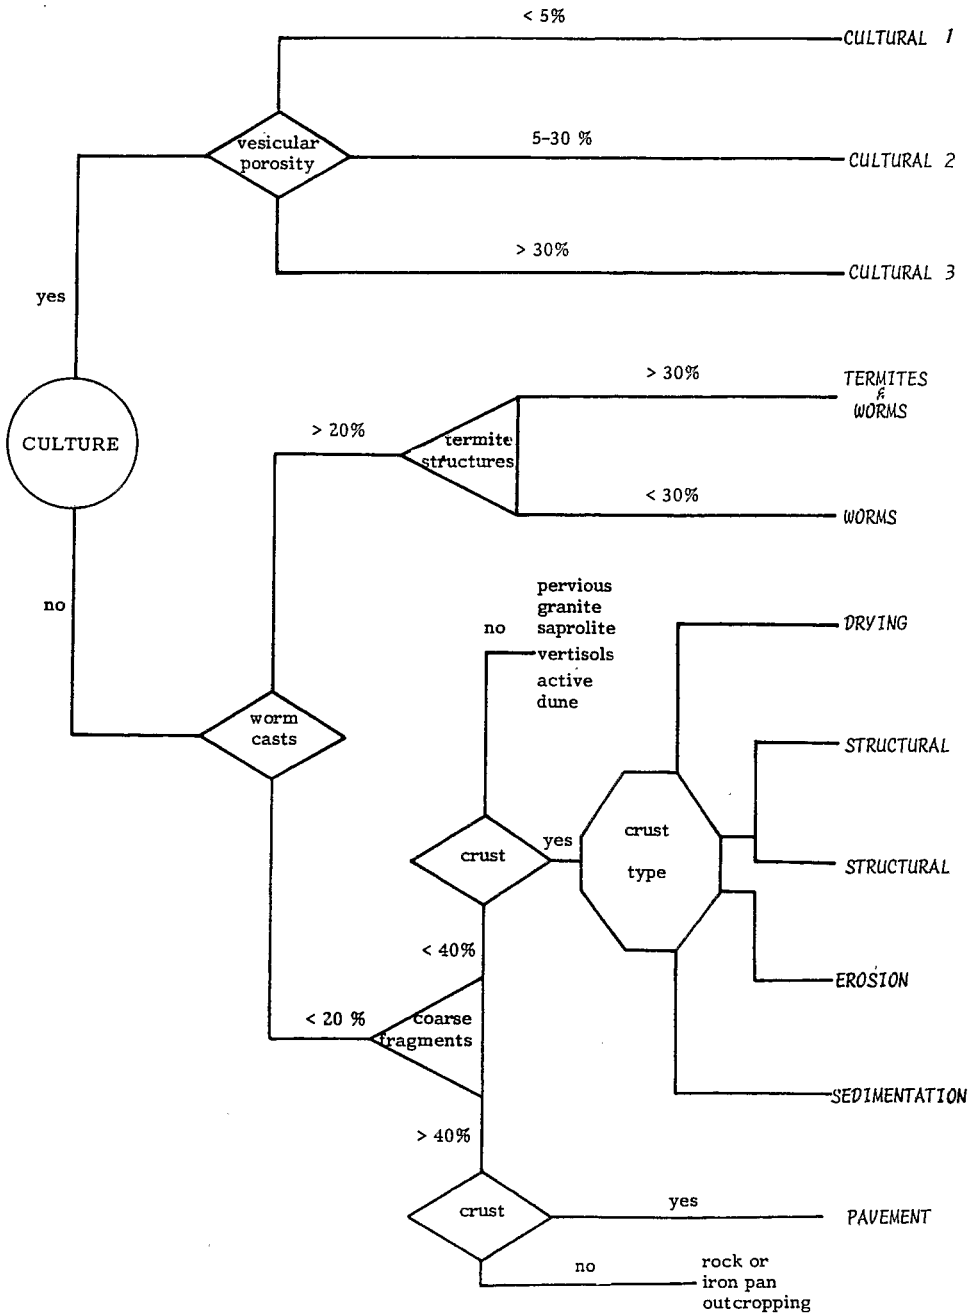 < 5%
CULTURAL 1
vesicular
porosity
5-30 %
CULTURAL 2
> 30%
CULTURAL 3
yes
CULTURE
no
> 20%
termite
structures
> 30%
TERMITES
&
WORMS
< 30%
WORMS
worm
casts
no
pervious
granite
saprolite
vertisols
active
dune
DRYING
STRUCTURAL
STRUCTURAL
crust
yes
crust
type
EROSION
< 40%
< 20 %
coarse
fragments
SEDIMENTATION
> 40%
crust
yes
PAVEMENT
no
rock or
iron pan
outcropping